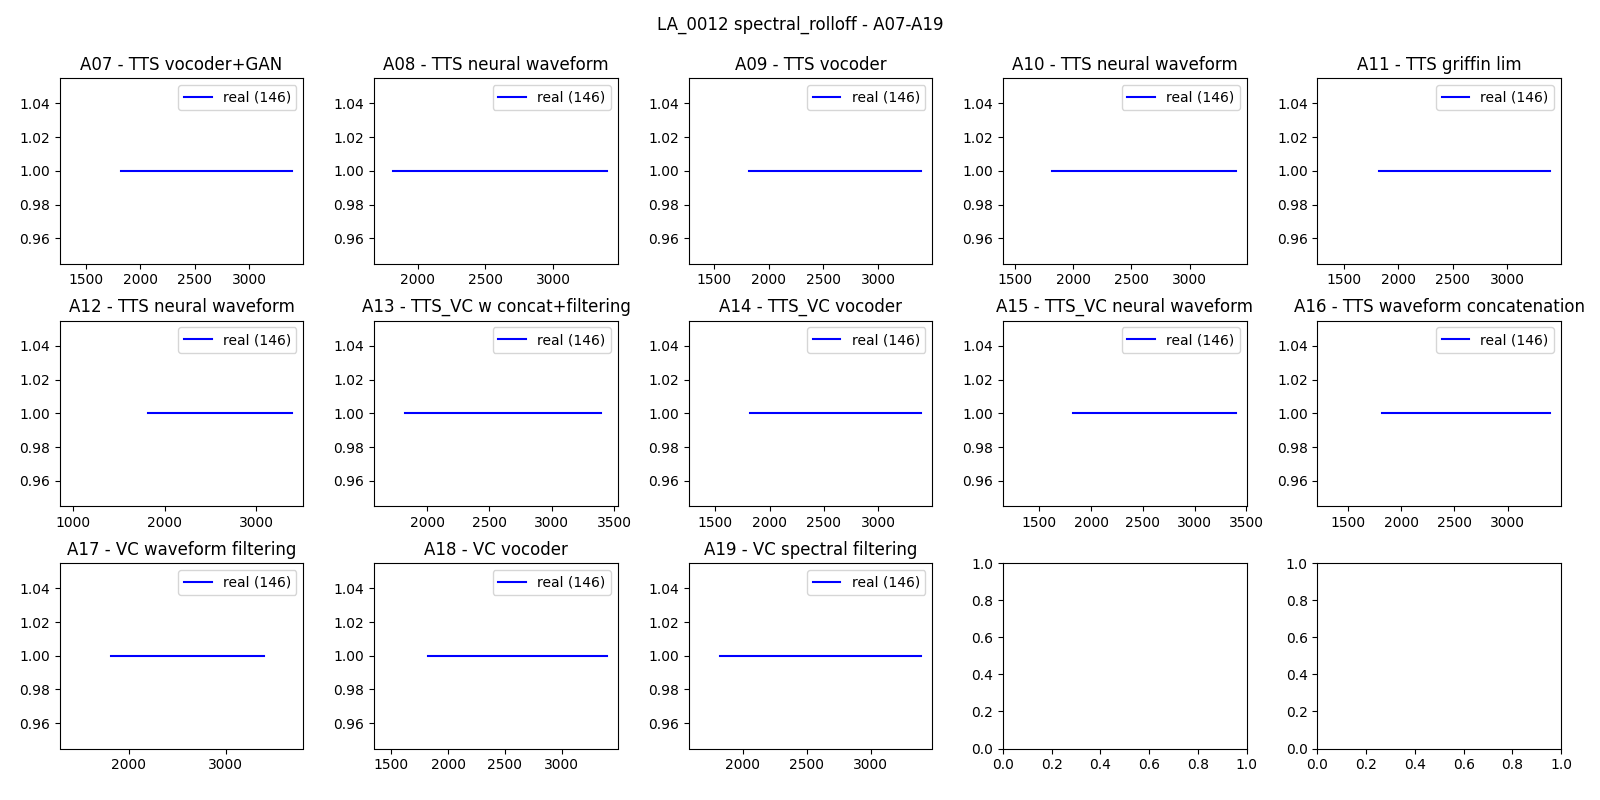 LA_0012 spectral_rolloff - A07-A19
A07 - TTS vocoder+GAN
real (146)
1.04
1.02
1.00
0.98
0.96
1500 2000 2500 3000
A08 - TTS neural waveform
real (146)
1.04
1.02
1.00
0.98
0.96
2000 2500 3000
A09 - TTS vocoder
real (146)
1.04
1.02
1.00
0.98
0.96
1500 2000 2500 3000
A10 - TTS neural waveform
real (146)
1.04
1.02
1.00
0.98
0.96
1500 2000 2500 3000
A11 - TTS griffin lim
real (146)
1.04
1.02
1.00
0.98
0.96
1500 2000 2500 3000
A12 - TTS neural waveform
real (146)
1.04
1.02
1.00
0.98
0.96
1000 2000 3000
A13 - TTS_VC w concat+filtering
real (146)
1.04
1.02
1.00
0.98
0.96
2000 2500 3000 3500
A14 - TTS_VC vocoder
real (146)
1.04
1.02
1.00
0.98
0.96
1500 2000 2500 3000
A15 - TTS_VC neural waveform
real (146)
1.04
1.02
1.00
0.98
0.96
1500 2000 2500 3000 3500
A16 - TTS waveform concatenation
real (146)
1.04
1.02
1.00
0.98
0.96
1500 2000 2500 3000
A17 - VC waveform filtering
real (146)
1.04
1.02
1.00
0.98
0.96
2000 3000
A18 - VC vocoder
real (146)
1.04
1.02
1.00
0.98
0.96
1500 2000 2500 3000
A19 - VC spectral filtering
real (146)
1.04
1.02
1.00
0.98
0.96
2000 2500 3000
1.0
0.8
0.6
0.4
0.2
0.0
0.0 0.2 0.4 0.6 0.8 1.0
1.0
0.8
0.6
0.4
0.2
0.0
0.0 0.2 0.4 0.6 0.8 1.0